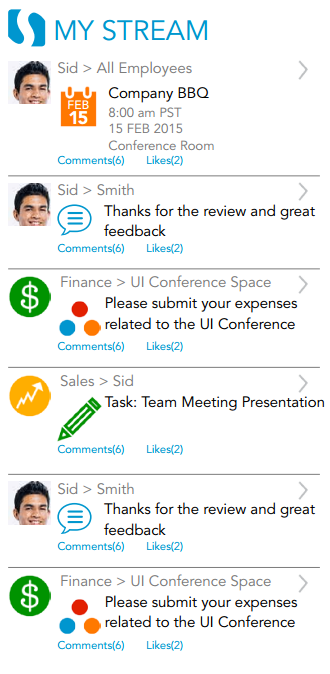 MY STREAM
Sid > All Employees
Company BBQ
FEB
15
8:00 am PST
15 FEB 2015
Conference Room
Comments(6) Likes(2)
Sid > Smith
Thanks for the review and great
feedback
Comments(6) Likes(2)
Finance > UI Conference Space
$
Please submit your expenses
related to the UI Conference
Comments(6) Likes(2)
Sales > Sid
Task: Team Meeting Presentation
Comments(6) Likes(2)
Sid > Smith
Thanks for the review and great
feedback
Comments(6) Likes(2)
Finance > UI Conference Space
$
Please submit your expenses
related to the UI Conference
Comments(6) Likes(2)